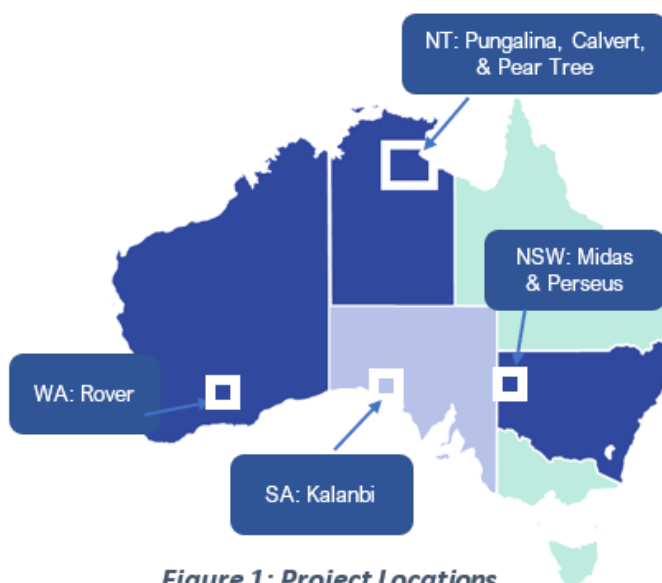 NT: Pungalina, Calvert,
& Pear Tree
NSW: Midas
& Perseus
WA: Rover
SA: Kalanbi
Figure 1: Project Locations